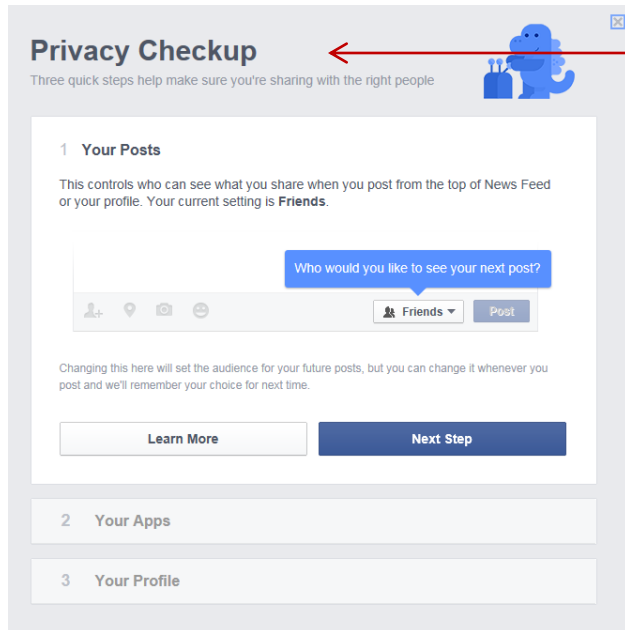 Privacy Checkup
Three quick steps help make sure you're sharing with the right people
1 Your Posts
This controls who can see what you share when you post from the top of News Feed
or your profile. Your current setting is Friends.
Who would you like to see your next post?
Friends
Post
Changing this here will set the audience for your future posts, but you can change it whenever you
post and we'll remember your choice for next time.
Learn More
Next Step
2 Your Apps
3 Your Profile